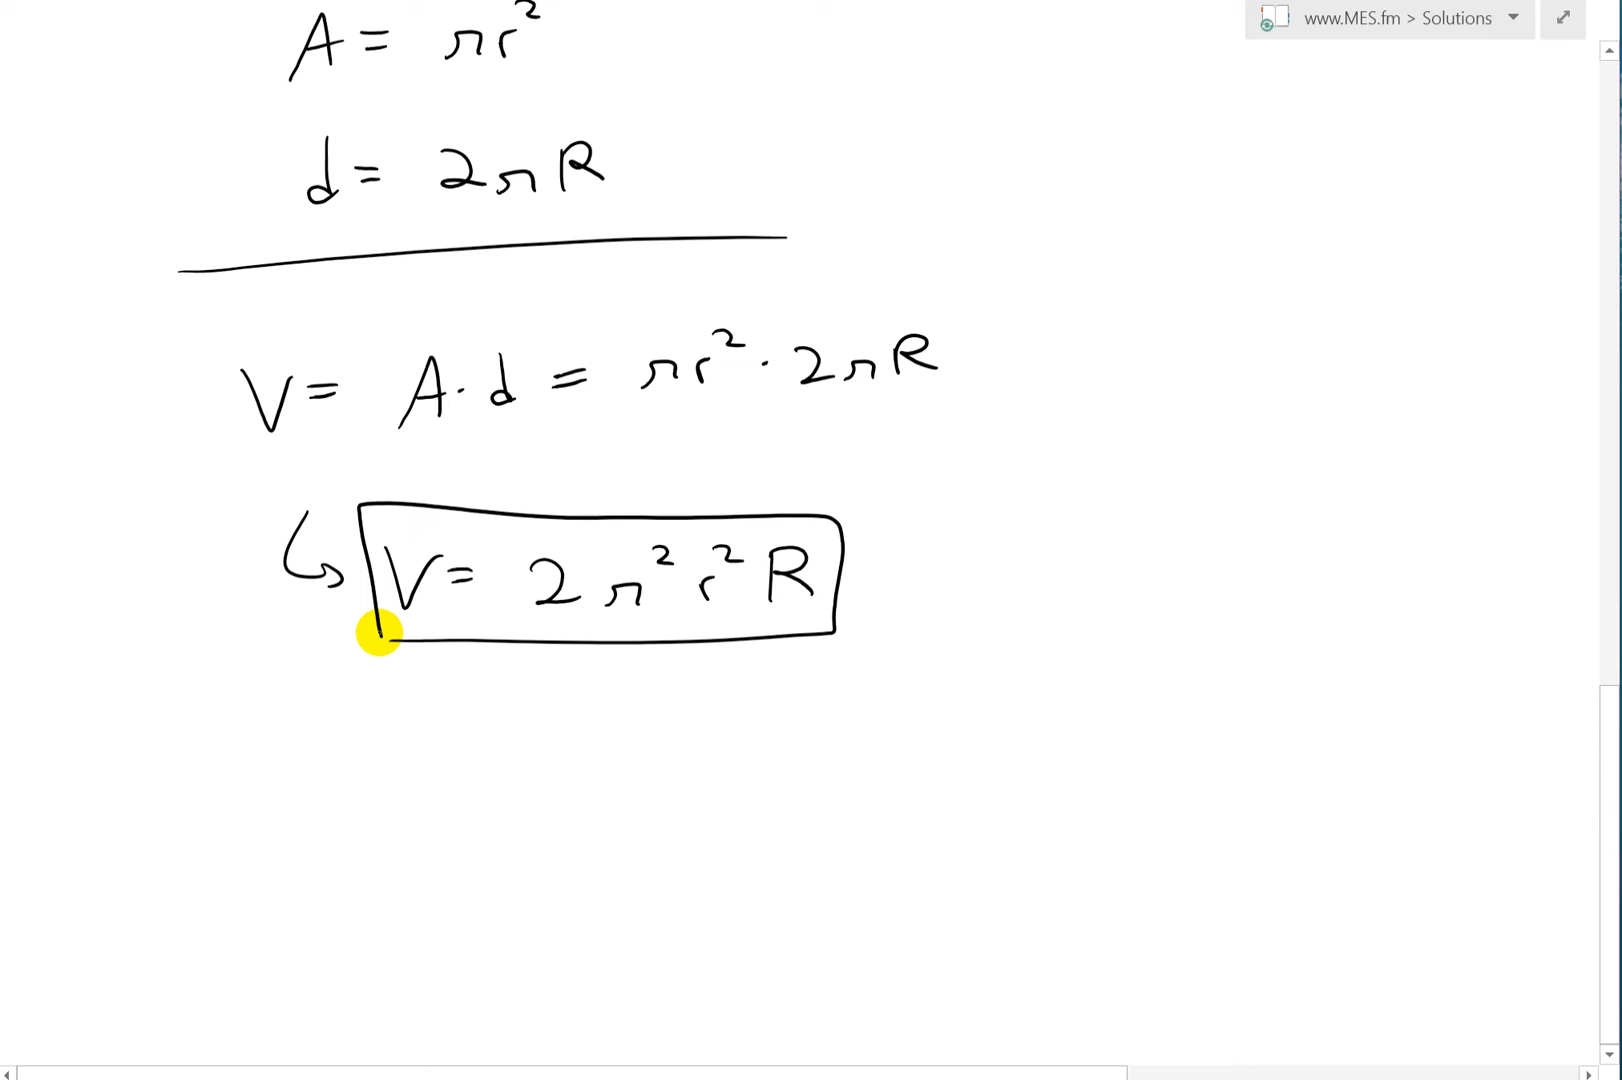 www.MES.fm > Solutions
A = πr²
d = 2πR
V = A · d = πr² · 2πR
V = 2π²r²R